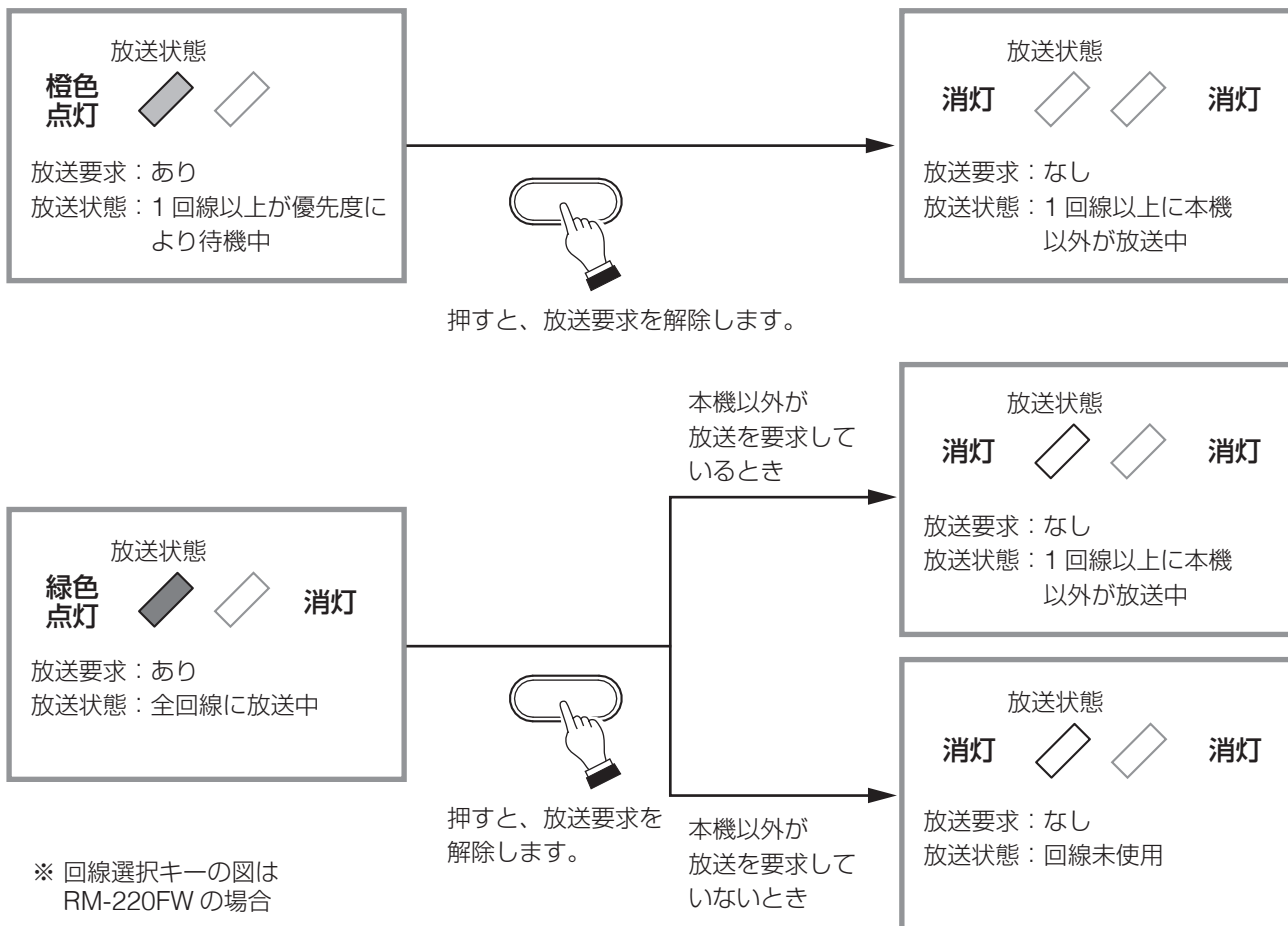 放送状態
橙色
点灯
放送要求：あり
放送状態：1 回線以上が優先度に
より待機中
押すと、放送要求を解除します。
放送状態
消灯
消灯
放送要求：なし
放送状態：1 回線以上に本機
以外が放送中
放送状態
緑色
点灯
消灯
放送要求：あり
放送状態：全回線に放送中
押すと、放送要求を
解除します。
本機以外が
放送を要求して
いるとき
放送状態
消灯
消灯
放送要求：なし
放送状態：1 回線以上に本機
以外が放送中
本機以外が
放送を要求して
いないとき
放送状態
消灯
消灯
放送要求：なし
放送状態：回線未使用
※ 回線選択キーの図は
RM-220FW の場合